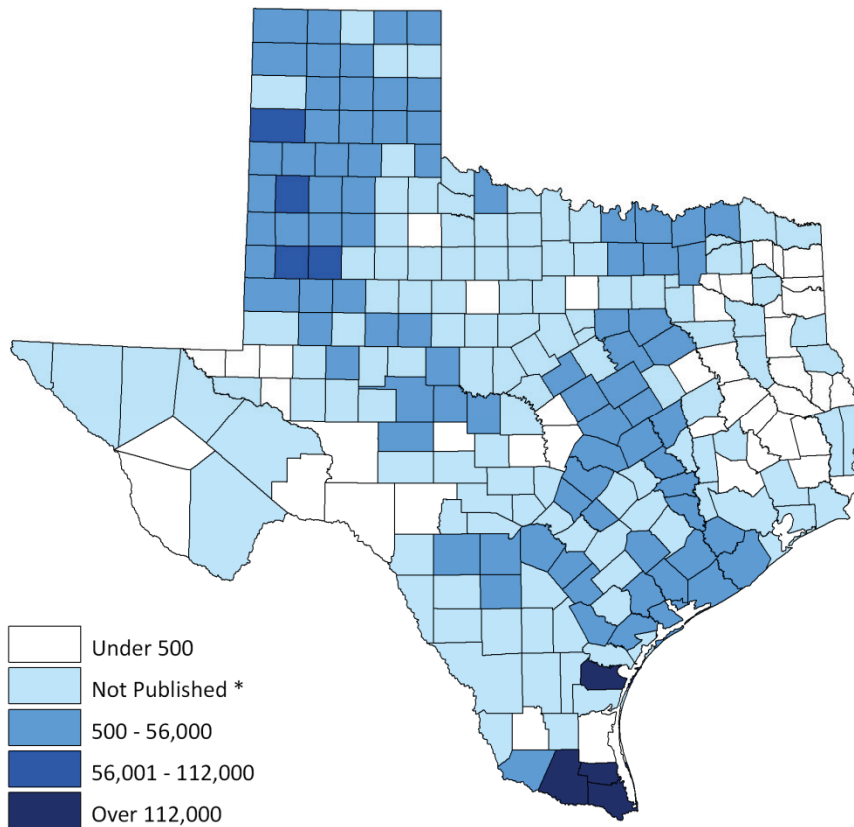 Under 500
Not Published *
500 - 56,000
56,001 - 112,000
Over 112,000